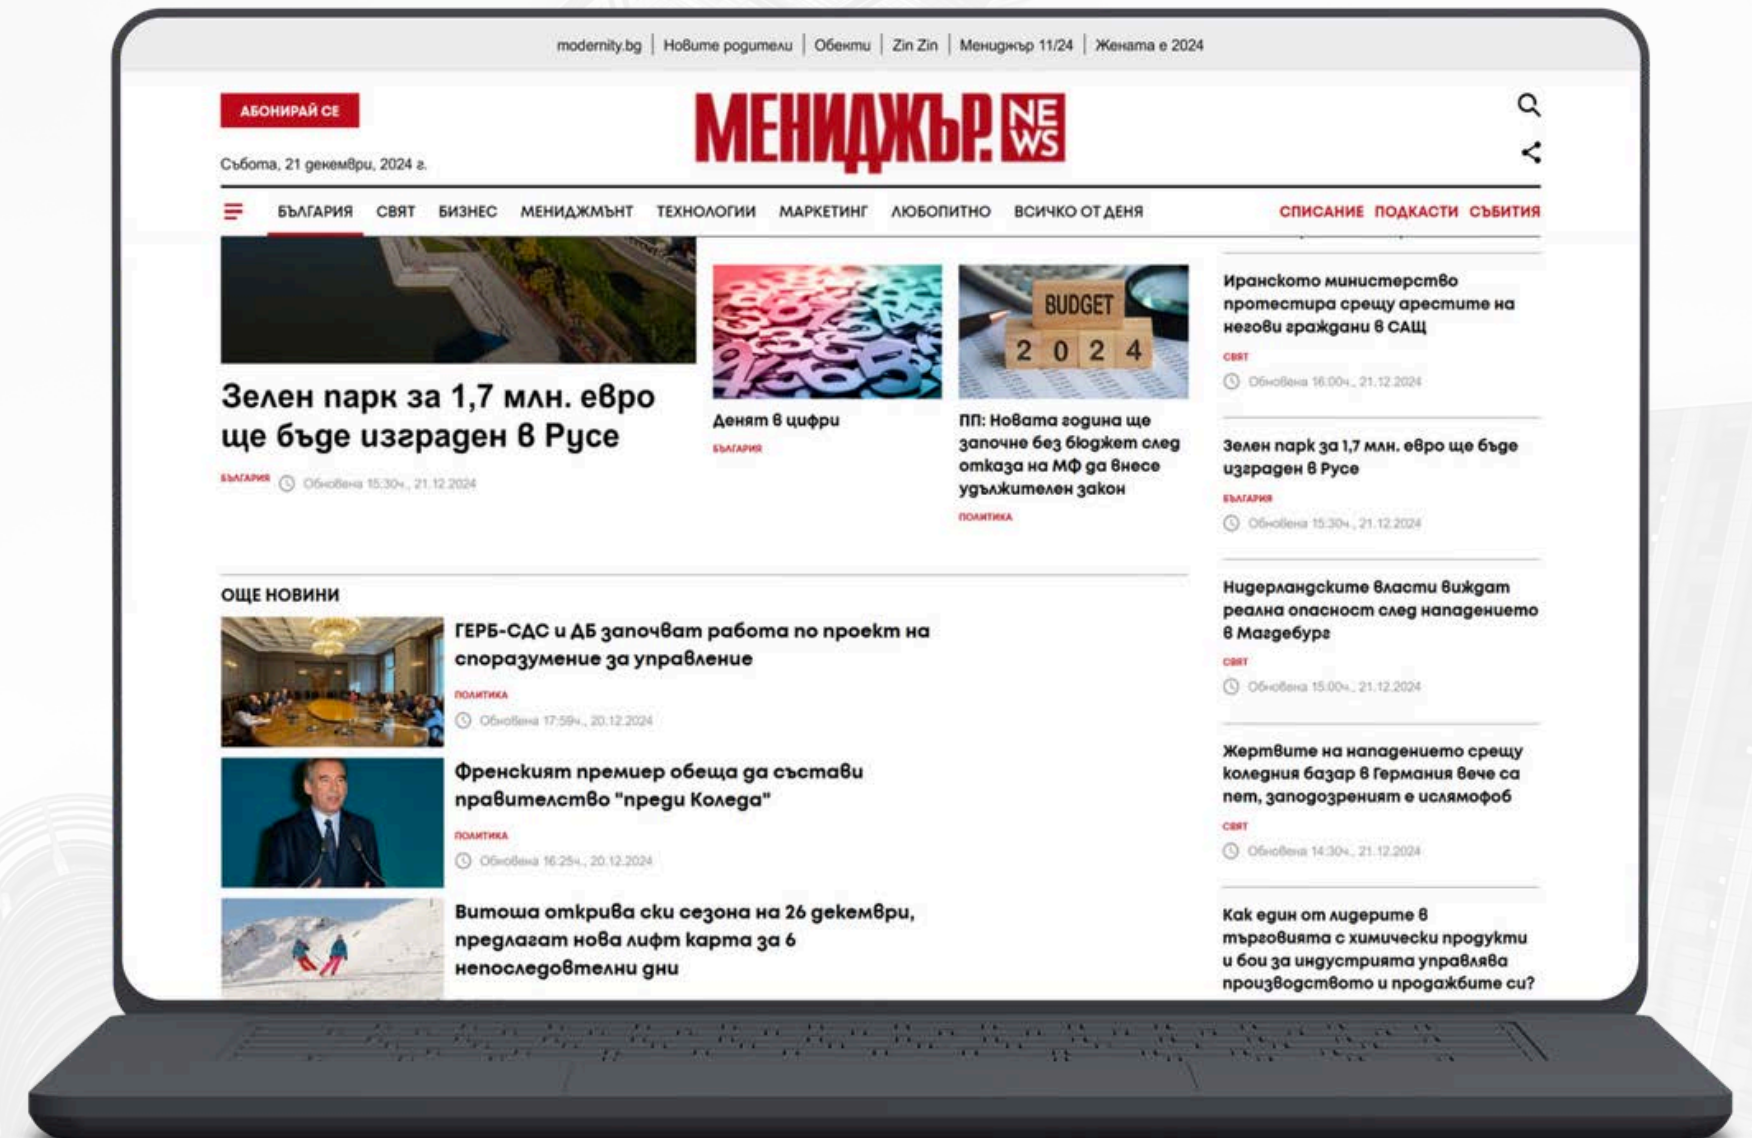 modernity.bg | Новите родители | Обекти | Zin Zin | Мениджър 11/24 | Жената е 2024
АБОНИРАЙ СЕ
МЕНИДЖЪР. NEWS
Събота, 21 декември, 2024 г.
БЪЛГАРИЯ СВЯТ БИЗНЕС МЕНИДЖМЪНТ ТЕХНОЛОГИИ МАРКЕТИНГ ЛЮБОПИТНО ВСИЧКО ОТ ДЕНЯ СПИСАНИЕ ПОДКАСТИ СЪБИТИЯ
Зелен парк за 1,7 млн. евро
ще бъде изграден в Русе
БЪЛГАРИЯ Обновена 15:30ч., 21.12.2024
Денят в цифри
БЪЛГАРИЯ
BUDGET
2 0 2 4
ПП: Новата година ще
започне без бюджет след
отказа на МФ да внесе
удължителен закон
ПОЛИТИКА
ОЩЕ НОВИНИ
ГЕРБ-СДС и ДБ започват работа по проект на
споразумение за управление
ПОЛИТИКА
Обновена 17:59ч., 20.12.2024
Френският премиер обеща да състави
правителство "преди Коледа"
ПОЛИТИКА
Обновена 16:25ч., 20.12.2024
Витоша открива ски сезона на 26 декември,
предлагат нова лифт карта за 6
непоследовтелни дни
Иранското министерство
протестира срещу арестите на
негови граждани в САЩ
СВЯТ
Обновена 16:00ч., 21.12.2024
Зелен парк за 1,7 млн. евро ще бъде
изграден в Русе
БЪЛГАРИЯ
Обновена 15:30ч., 21.12.2024
Нидерландските власти виждат
реална опасност след нападението
в Магдебург
СВЯТ
Обновена 15:00ч., 21.12.2024
Жертвите на нападението срещу
коледния базар в Германия вече са
пет, заподозреният е ислямофоб
СВЯТ
Обновена 14:30ч., 21.12.2024
Как един от лидерите в
търговията с химически продукти
и бои за индустрията управлява
производството и продажбите си?